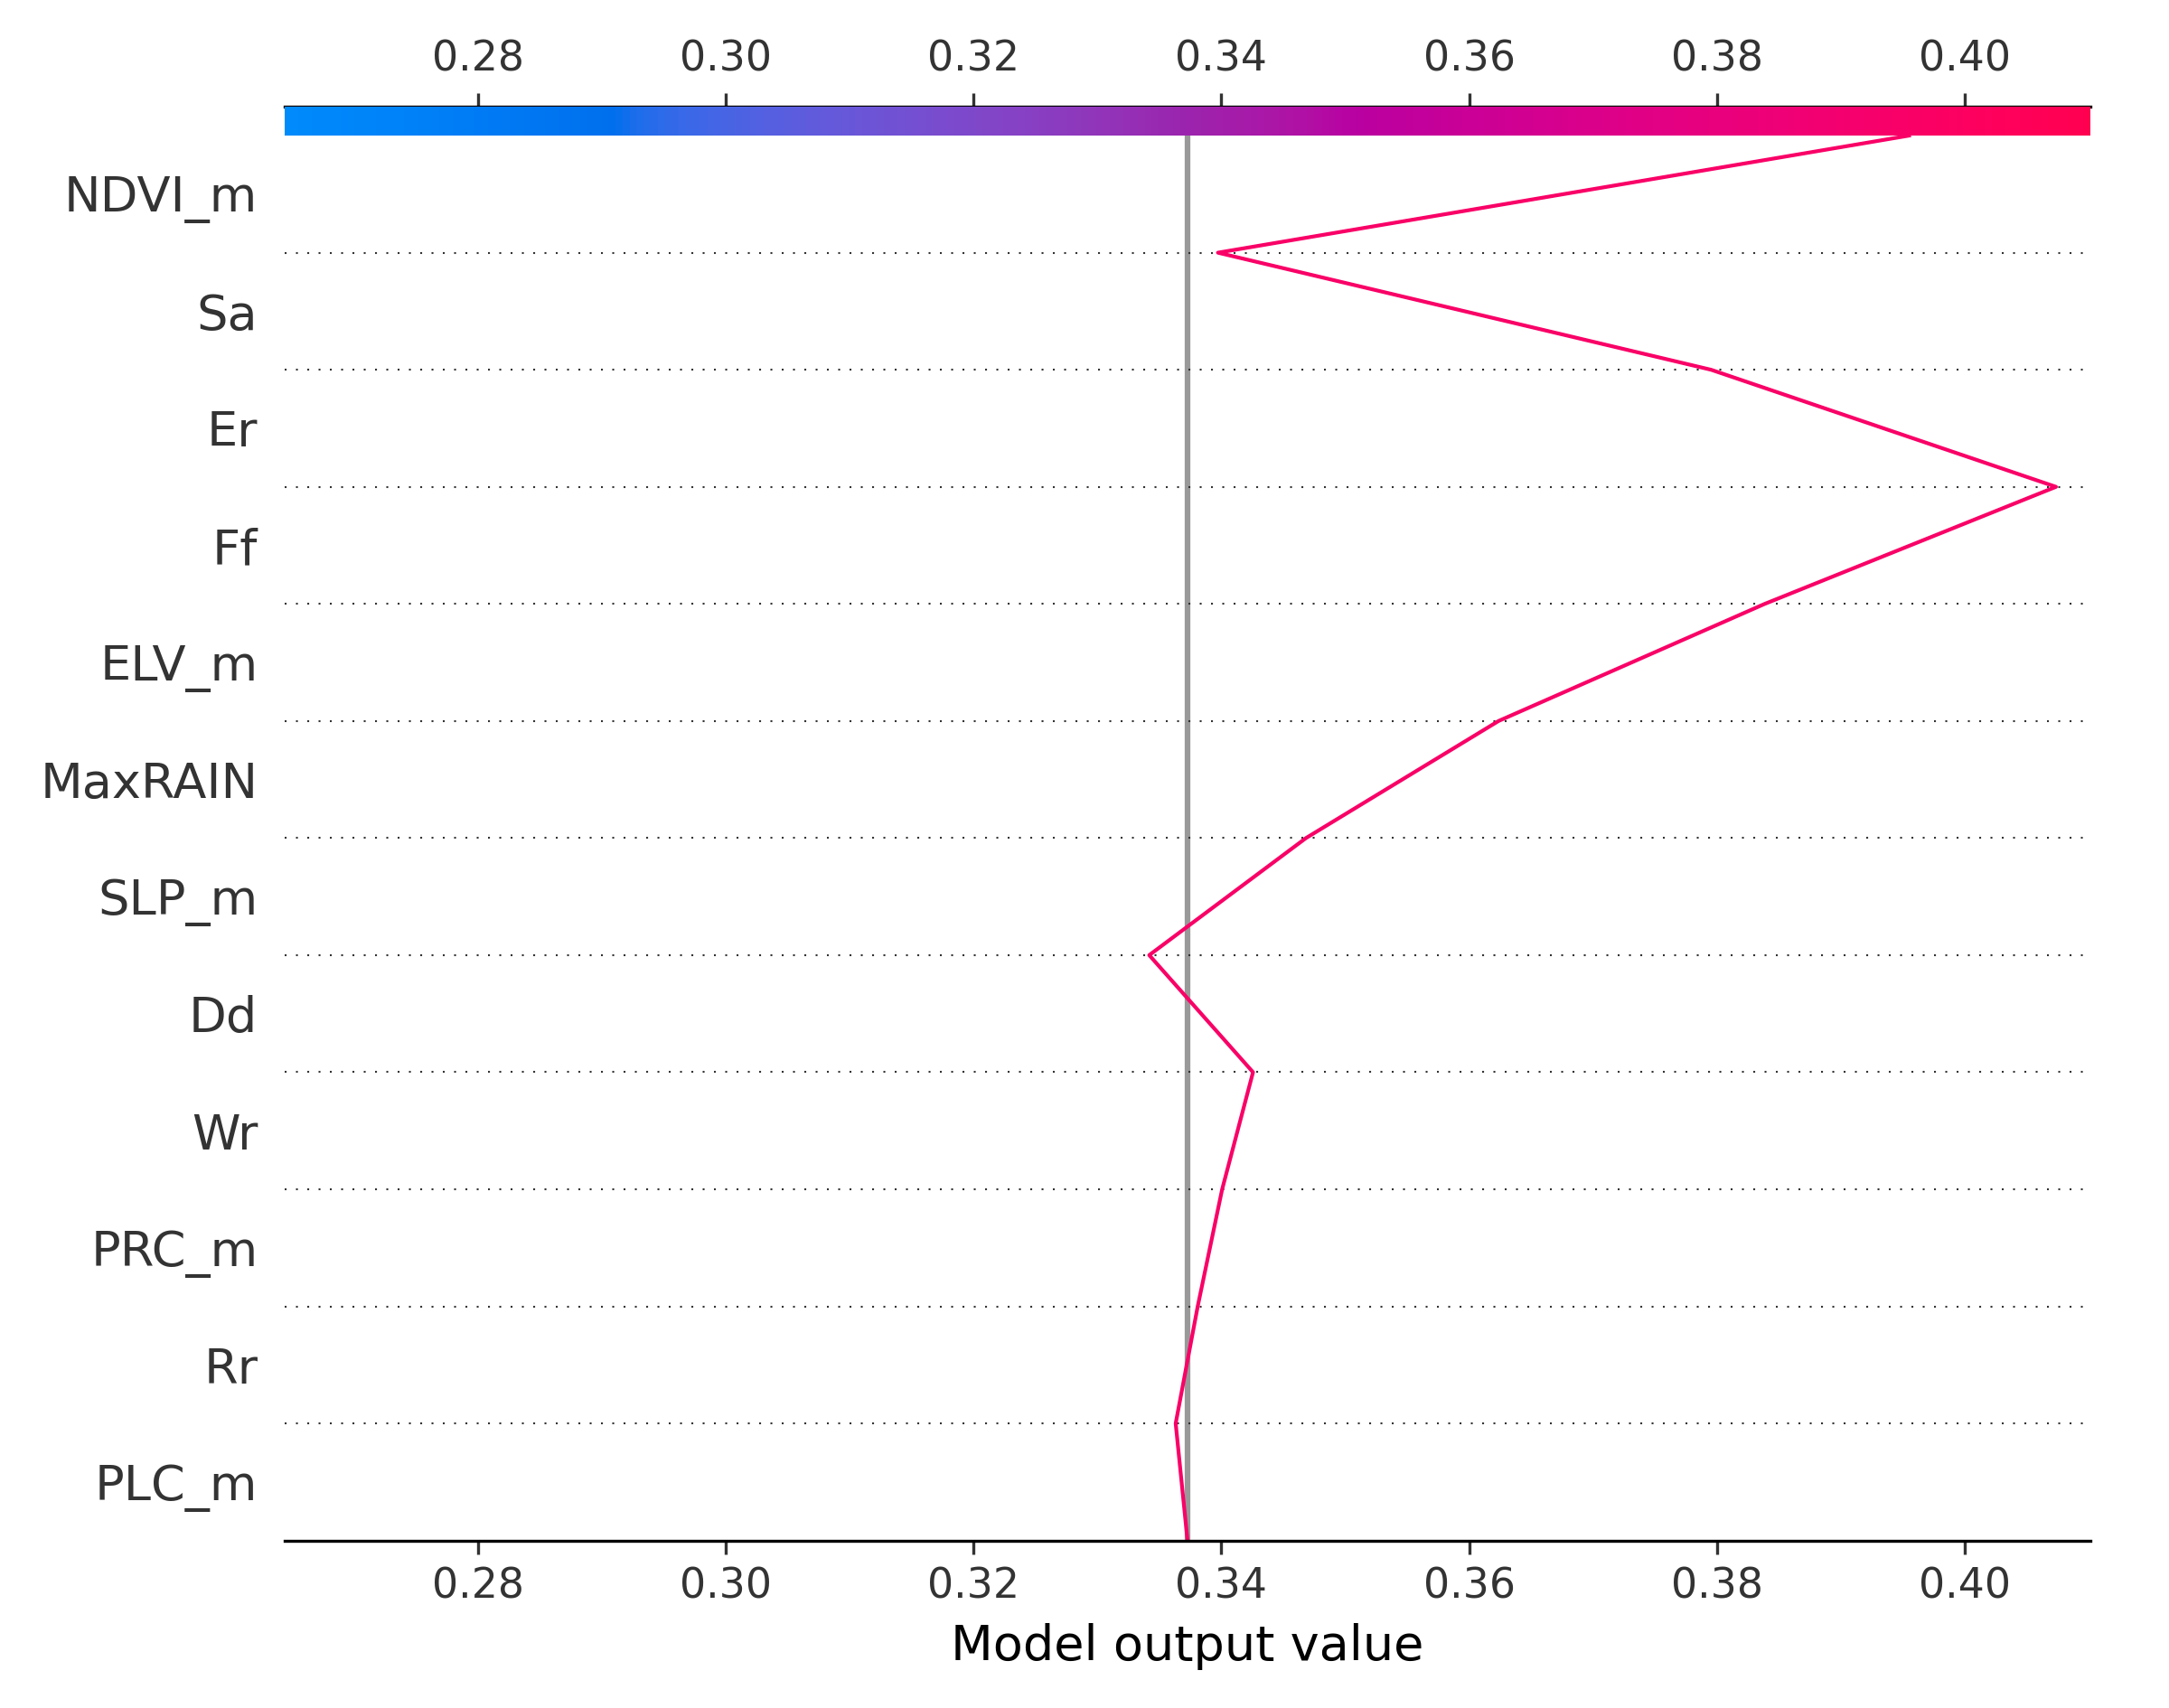 0.28 0.30 0.32 0.34 0.36 0.38 0.40
NDVI_m
Sa
Er
Ff
ELV_m
MaxRAIN
SLP_m
Dd
Wr
PRC_m
Rr
PLC_m
0.28 0.30 0.32 0.34 0.36 0.38 0.40
Model output value